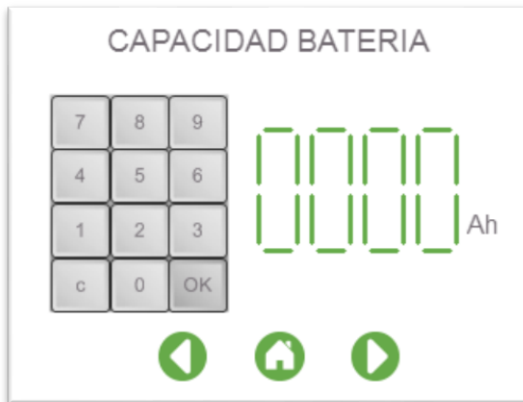 CAPACIDAD BATERIA
7 8 9
4 5 6
1 2 3
c 0 OK
0000 Ah